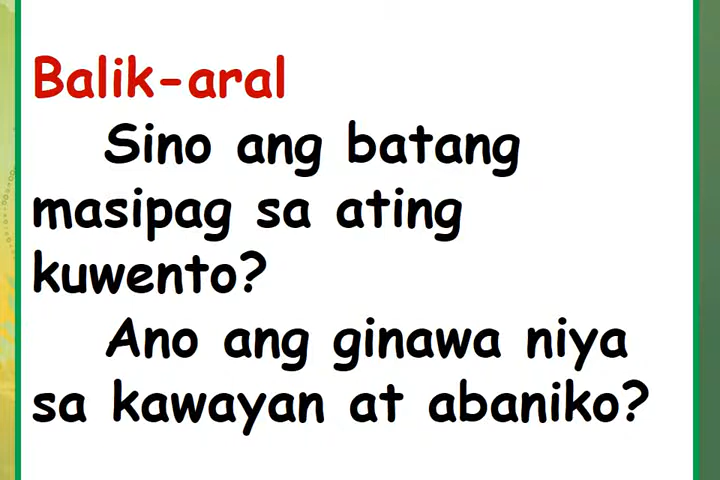 Balik-aral
Sino ang batang
masipag sa ating
kuwento?
Ano ang ginawa niya
sa kawayan at abaniko?